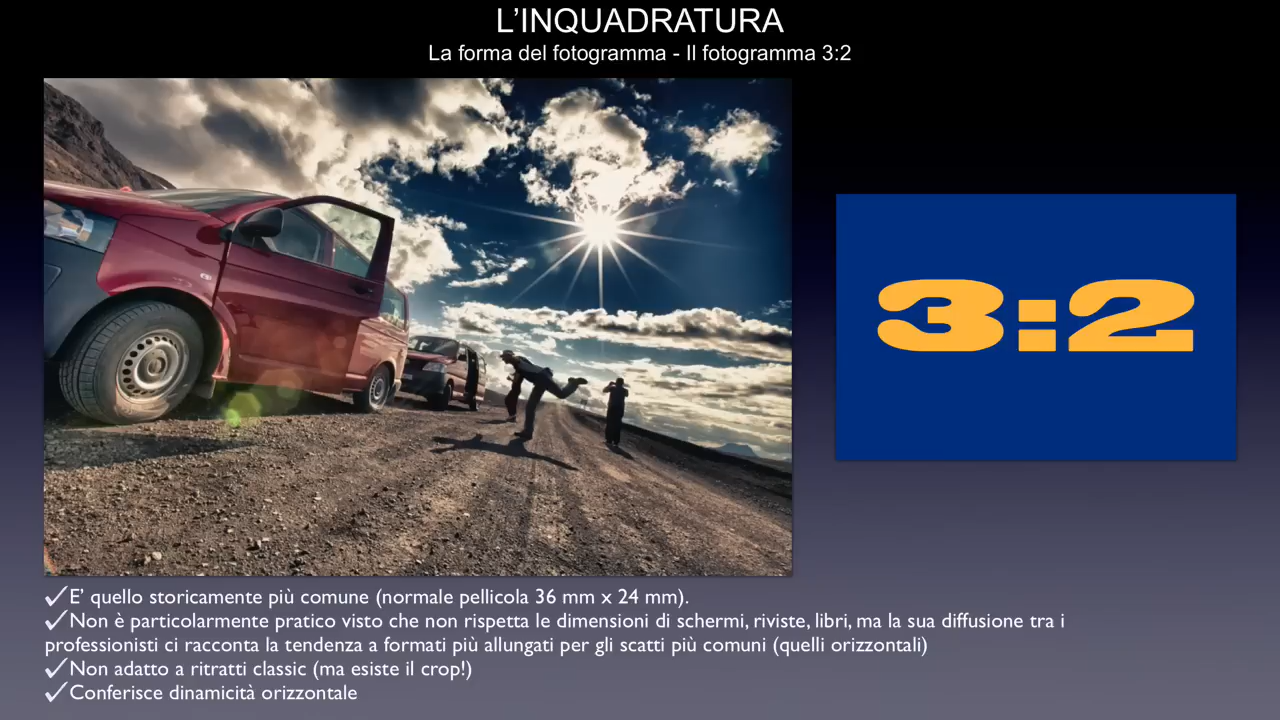 L'INQUADRATURA
La forma del fotogramma - Il fotogramma 3:2
3:2
✓E' quello storicamente più comune (normale pellicola 36 mm x 24 mm).
✓Non è particolarmente pratico visto che non rispetta le dimensioni di schermi, riviste, libri, ma la sua diffusione tra i
professionisti ci racconta la tendenza a formati più allungati per gli scatti più comuni (quelli orizzontali)
✓Non adatto a ritratti classic (ma esiste il crop!)
✓Conferisce dinamicità orizzontale